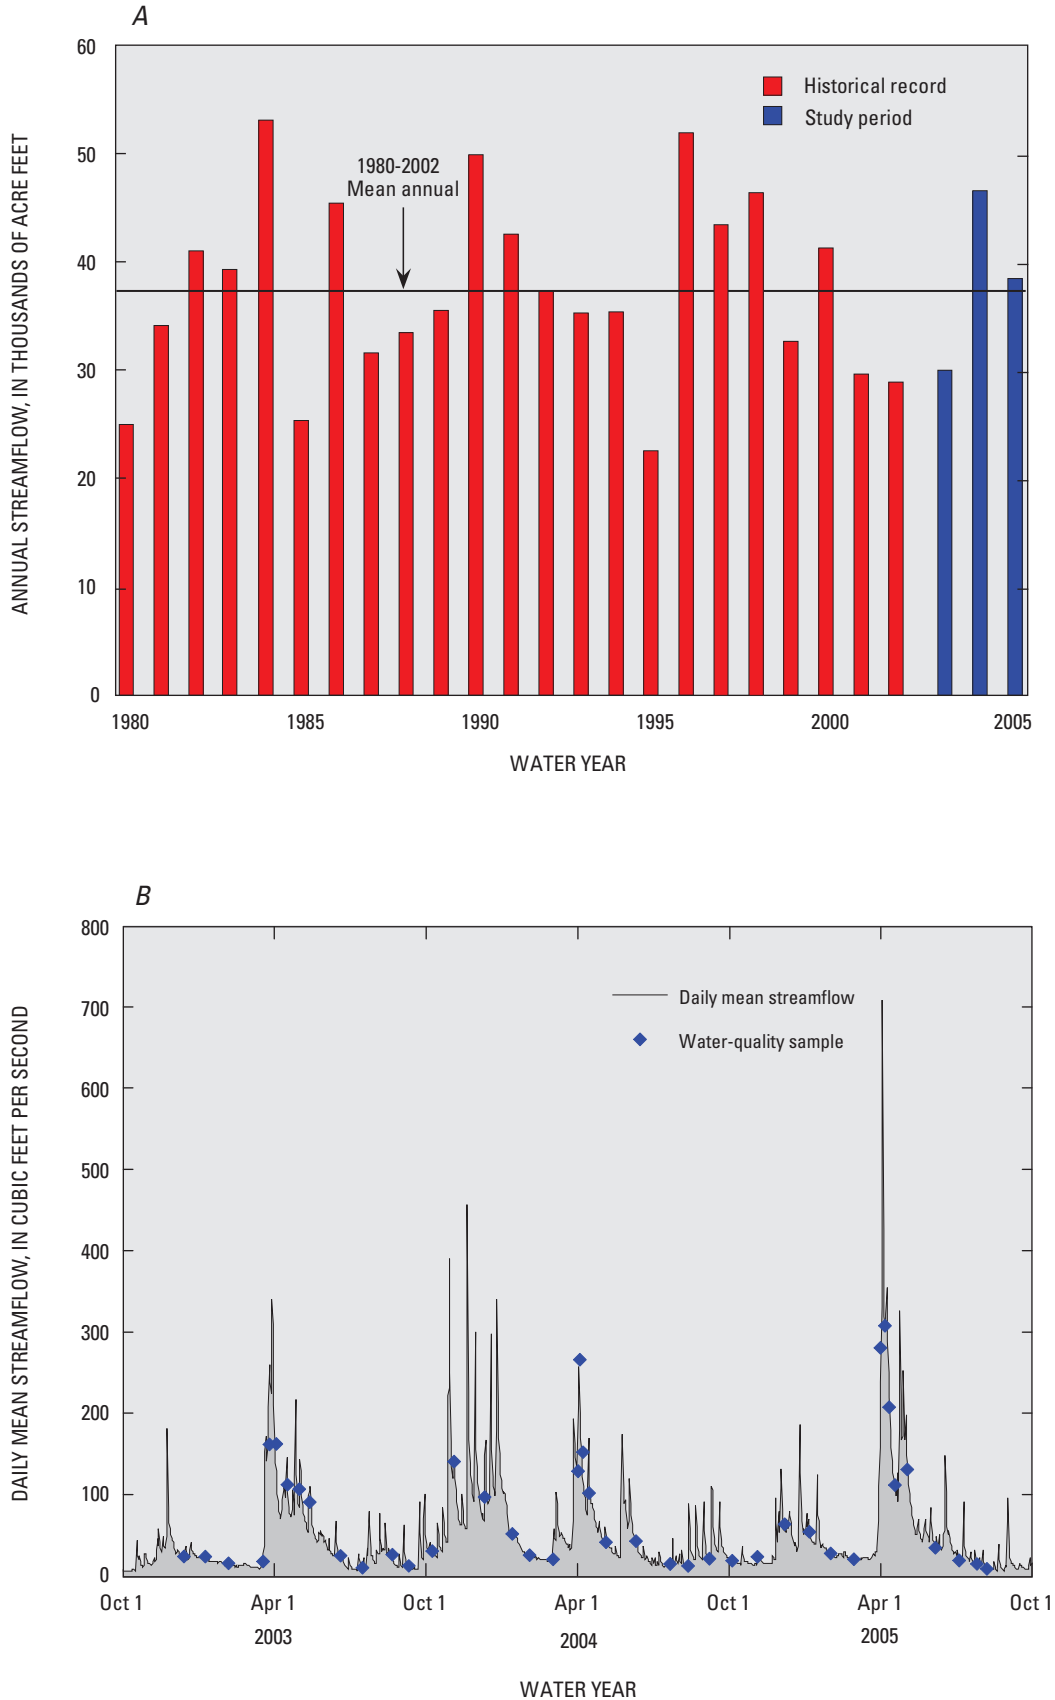 A
ANNUAL STREAMFLOW, IN THOUSANDS OF ACRE FEET
60
50
40
30
20
10
0
Historical record
Study period
1980-2002
Mean annual
1980
1985
1990
1995
2000
2005
WATER YEAR
B
DAILY MEAN STREAMFLOW, IN CUBIC FEET PER SECOND
800
700
600
500
400
300
200
100
0
Daily mean streamflow
Water-quality sample
Oct 1
Apr 1
Oct 1
Apr 1
Oct 1
Apr 1
Oct 1
2003
2004
2005
WATER YEAR